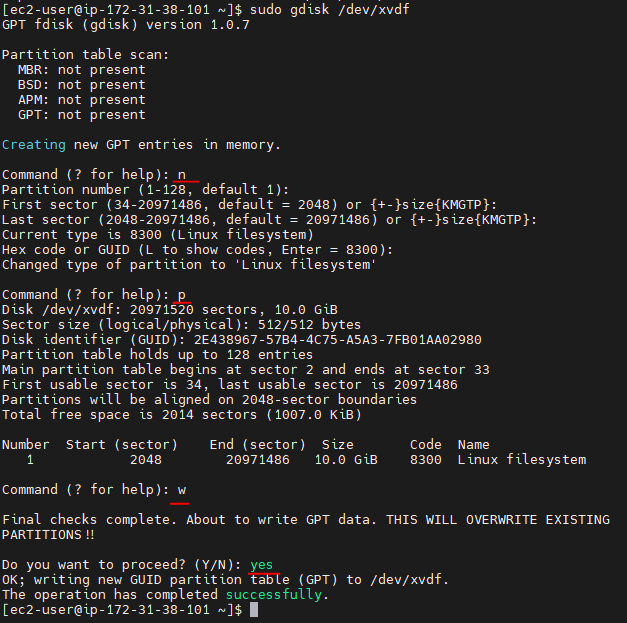 [ec2-user@ip-172-31-38-101 ~]$ sudo gdisk /dev/xvdf
GPT fdisk (gdisk) version 1.0.7
Partition table scan:
MBR: not present
BSD: not present
APM: not present
GPT: not present
Creating new GPT entries in memory.
Command (? for help): n
Partition number (1-128, default 1):
First sector (34-20971486, default = 2048) or {+-}size{KMGTP}:
Last sector (2048-20971486, default = 20971486) or {+-}size{KMGTP}:
Current type is 8300 (Linux filesystem)
Hex code or GUID (L to show codes, Enter = 8300):
Changed type of partition to 'Linux filesystem'
Command (? for help): p
Disk /dev/xvdf: 20971520 sectors, 10.0 GiB
Sector size (logical/physical): 512/512 bytes
Disk identifier (GUID): 2E438967-57B4-4C75-A5A3-7FB01AA02980
Partition table holds up to 128 entries
Main partition table begins at sector 2 and ends at sector 33
First usable sector is 34, last usable sector is 20971486
Partitions will be aligned on 2048-sector boundaries
Total free space is 2014 sectors (1007.0 KiB)
Number  Start (sector)    End (sector)  Size       Code  Name
1            2048        20971486   10.0 GiB    8300  Linux filesystem
Command (? for help): w
Final checks complete. About to write GPT data. THIS WILL OVERWRITE EXISTING
PARTITIONS!!
Do you want to proceed? (Y/N): yes
OK; writing new GUID partition table (GPT) to /dev/xvdf.
The operation has completed successfully.
[ec2-user@ip-172-31-38-101 ~]$